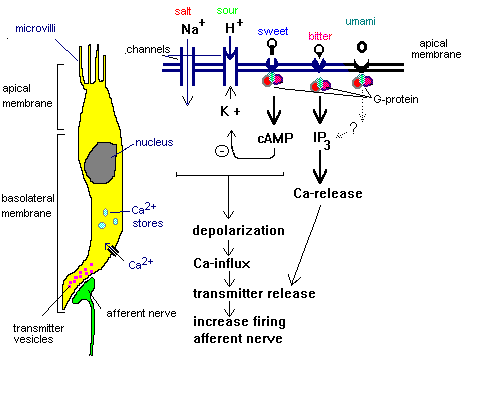 salt
sour
umami
microvilli
Na+
H+
sweet
bitter
channels
apical
membrane
apical
membrane
G-protein
K +
?
nucleus
cAMP
IP3
-
basolateral
membrane
Ca-release
Ca2+
stores
depolarization
Ca2+
Ca-influx
transmitter release
afferent nerve
increase firing
afferent nerve
transmitter
vesicles